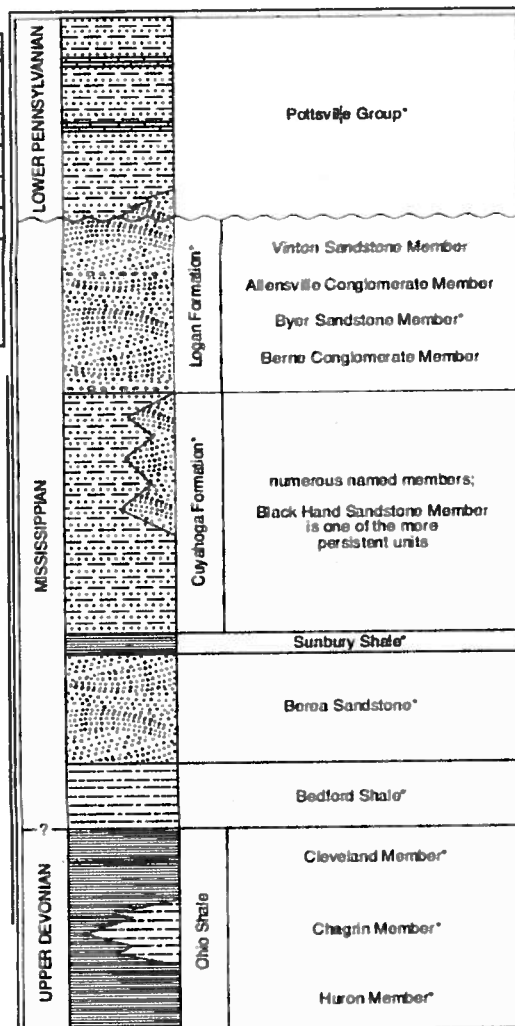 LOWER PENNSYLVANIAN
Pottsville Group*
MISSISSIPPIAN
Logan Formation*
Vinton Sandstone Member
Allensville Conglomerate Member
Byer Sandstone Member*
Berne Conglomerate Member
Cuyahoga Formation*
numerous named members;
Black Hand Sandstone Member
is one of the more
persistent units
Sunbury Shale*
Berea Sandstone*
Bedford Shale*
?
UPPER DEVONIAN
Ohio Shale
Cleveland Member*
Chagrin Member*
Huron Member*